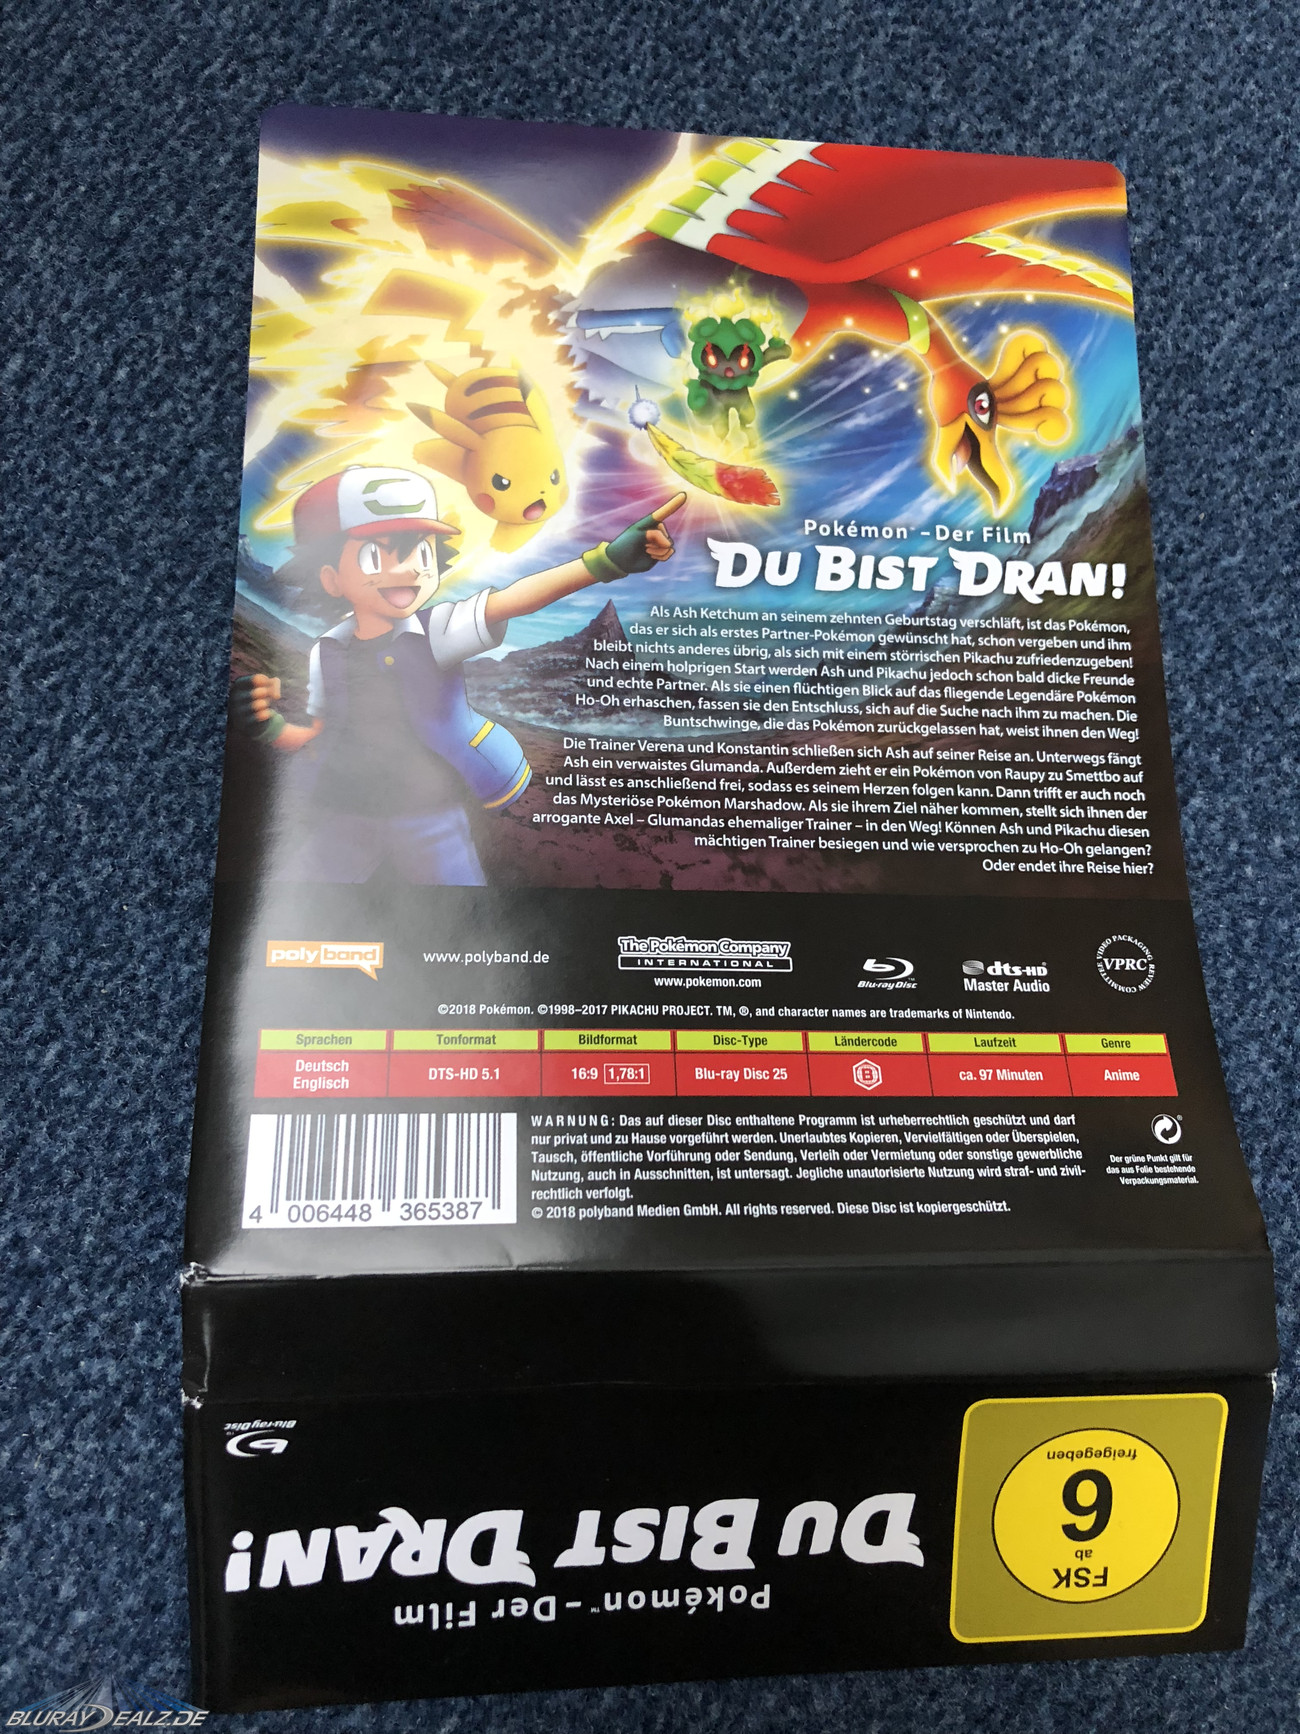 Pokémon™ – Der Film
DU BIST DRAN!
Als Ash Ketchum an seinem zehnten Geburtstag verschläft, ist das Pokémon,
das er sich als erstes Partner-Pokémon gewünscht hat, schon vergeben und ihm
bleibt nichts anderes übrig, als sich mit einem störrischen Pikachu zufriedenzugeben!
Nach einem holprigen Start werden Ash und Pikachu jedoch schon bald dicke Freunde
und echte Partner. Als sie einen flüchtigen Blick auf das fliegende Legendäre Pokémon
Ho-Oh erhaschen, fassen sie den Entschluss, sich auf die Suche nach ihm zu machen. Die
Buntschwinge, die das Pokémon zurückgelassen hat, weist ihnen den Weg!
Die Trainer Verena und Konstantin schließen sich Ash auf seiner Reise an. Unterwegs fängt
Ash ein verwaistes Glumanda. Außerdem zieht er ein Pokémon von Raupy zu Smettbo auf
und lässt es anschließend frei, sodass es seinem Herzen folgen kann. Dann trifft er auch noch
das Mysteriöse Pokémon Marshadow. Als sie ihrem Ziel näher kommen, stellt sich ihnen der
arrogante Axel – Glumandas ehemaliger Trainer – in den Weg! Können Ash und Pikachu diesen
mächtigen Trainer besiegen und wie versprochen zu Ho-Oh gelangen?
Oder endet ihre Reise hier?
polyband
www.polyband.de
The Pokémon Company
INTERNATIONAL
www.pokemon.com
Blu-ray Disc™
dts-HD
Master Audio
VIDEO PACKAGING REVIEW COMMITTEE
VPRC
©2018 Pokémon. ©1998–2017 PIKACHU PROJECT. TM, ®, and character names are trademarks of Nintendo.
Sprachen Tonformat Bildformat Disc-Type Ländercode Laufzeit Genre
Deutsch
Englisch
DTS-HD 5.1 16:9 1,78:1 Blu-ray Disc 25 B ca. 97 Minuten Anime
WARNUNG: Das auf dieser Disc enthaltene Programm ist urheberrechtlich geschützt und darf
nur privat und zu Hause vorgeführt werden. Unerlaubtes Kopieren, Vervielfältigen oder Überspielen,
Tausch, öffentliche Vorführung oder Sendung, Verleih oder Vermietung oder sonstige gewerbliche
Nutzung, auch in Ausschnitten, ist untersagt. Jegliche unautorisierte Nutzung wird straf- und zivil-
rechtlich verfolgt.
© 2018 polyband Medien GmbH. All rights reserved. Diese Disc ist kopiergeschützt.
Der grüne Punkt gilt für
das aus Folie bestehende
Verpackungsmaterial.
4 006448 365387
Pokémon™ – Der Film
DU BIST DRAN!
Blu-ray Disc™
FSK
ab
6
freigegeben
BLURAYDEALZ.DE